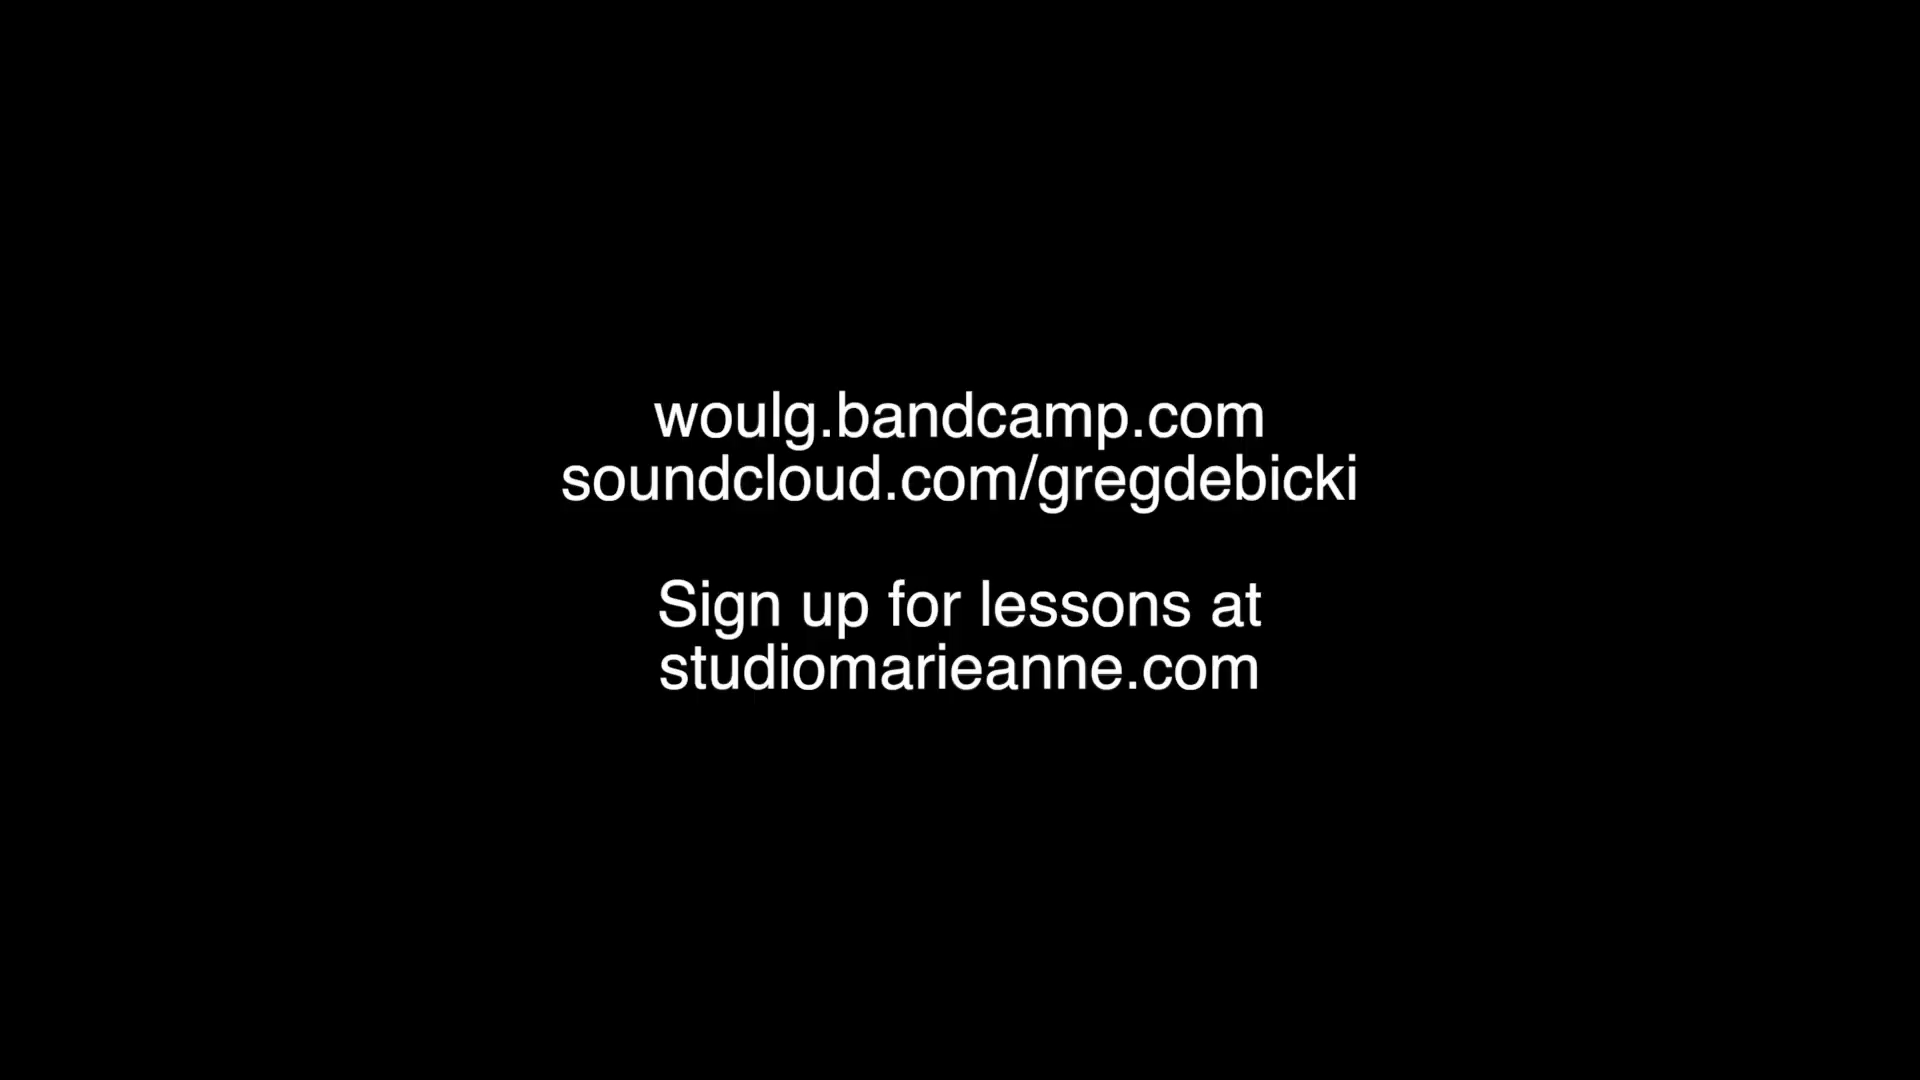 woulg.bandcamp.com
soundcloud.com/gregdebicki
Sign up for lessons at
studiomarieanne.com